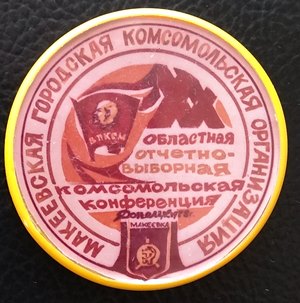 МАКЕЕВСКАЯ ГОРОДСКАЯ КОМСОМОЛЬСКАЯ ОРГАНИЗАЦИЯ
XX
ВЛКСМ
ОБЛАСТНАЯ
ОТЧЕТНО-
ВЫБОРНАЯ
КОМСОМОЛЬСКАЯ
КОНФЕРЕНЦИЯ
Донецк
МАКЕЕВКА